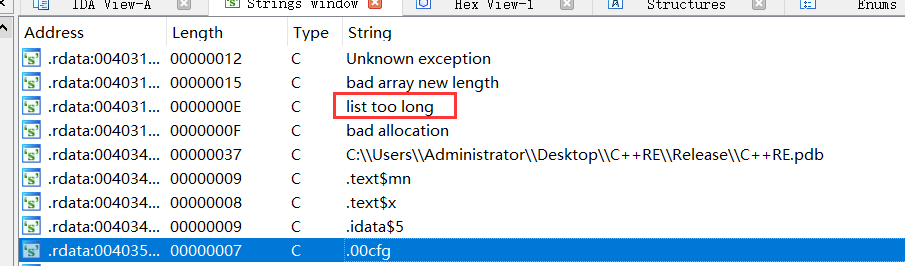 IDA View-A Strings window Hex View-1 Structures Enums
Address Length Type String
.rdata:004031... 00000012 C Unknown exception
.rdata:004031... 00000015 C bad array new length
.rdata:004031... 0000000E C list too long
.rdata:004031... 0000000F C bad allocation
.rdata:004034... 00000037 C C:\\Users\\Administrator\\Desktop\\C++RE\\Release\\C++RE.pdb
.rdata:004034... 00000009 C .text$mn
.rdata:004034... 00000008 C .text$x
.rdata:004034... 00000009 C .idata$5
.rdata:004035... 00000007 C .00cfg